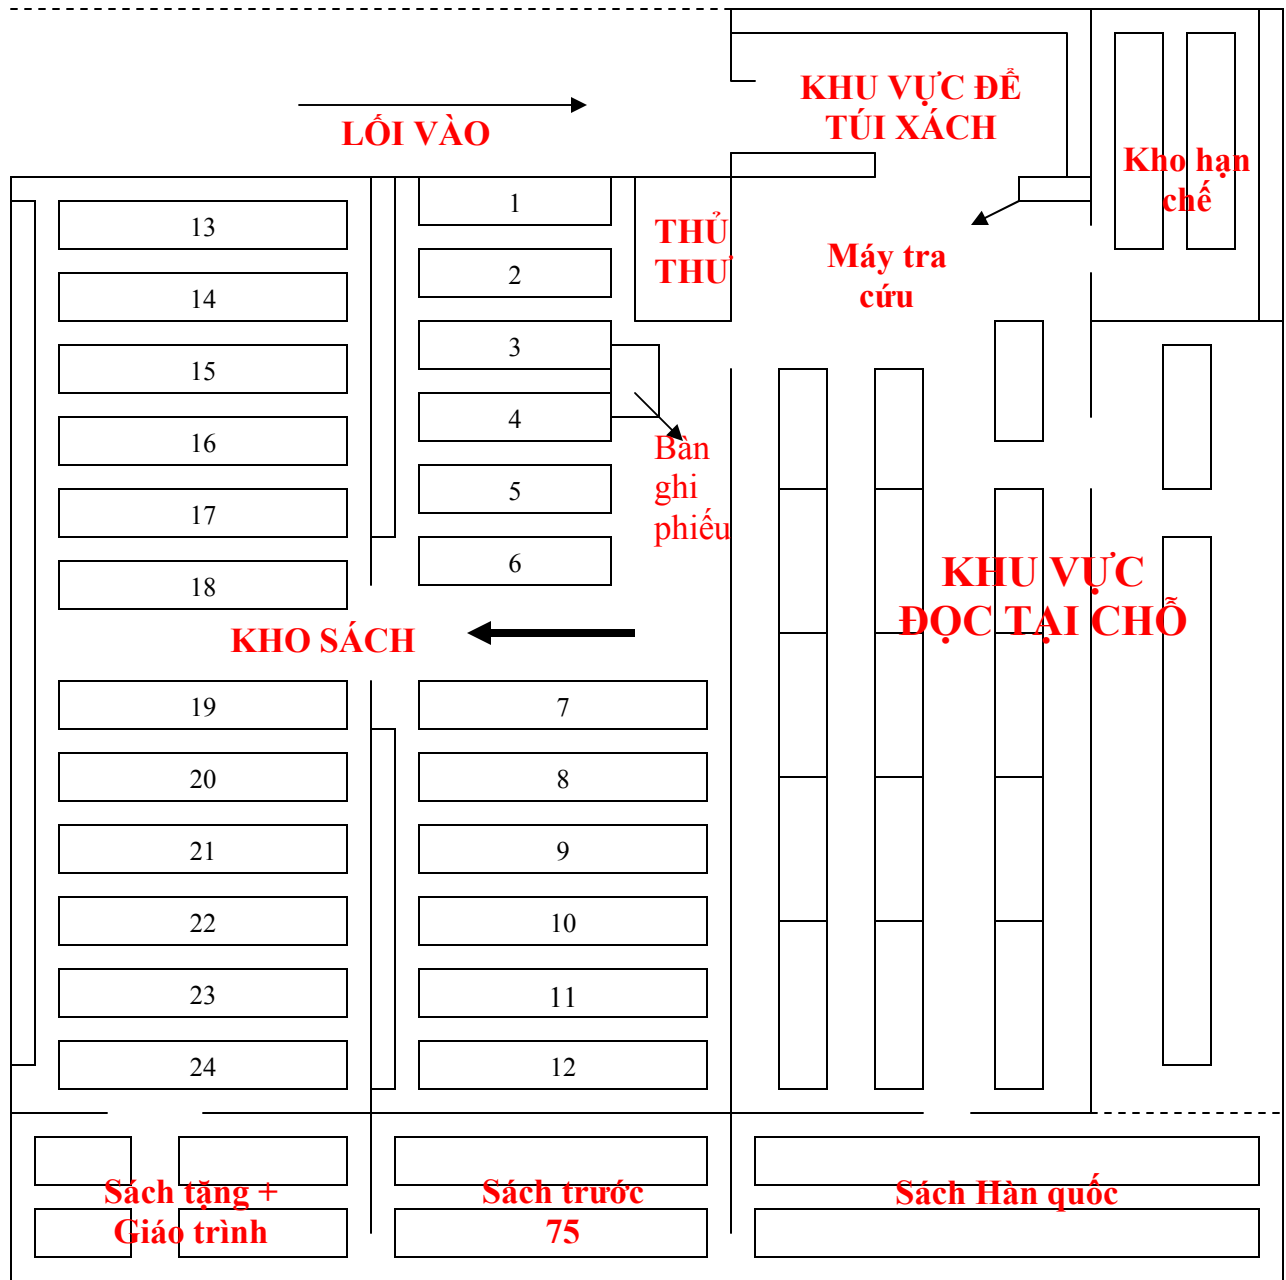 KHU VỰC ĐỂ
TÚI XÁCH
LỐI VÀO
Kho hạn
chế
THỦ
THƯ
Máy tra
cứu
1
2
3
4
5
6
Bàn
ghi
phiếu
13
14
15
16
17
18
KHO SÁCH
KHU VỰC
ĐỌC TẠI CHỖ
19
20
21
22
23
24
7
8
9
10
11
12
Sách tặng +
Giáo trình
Sách trước
75
Sách Hàn quốc